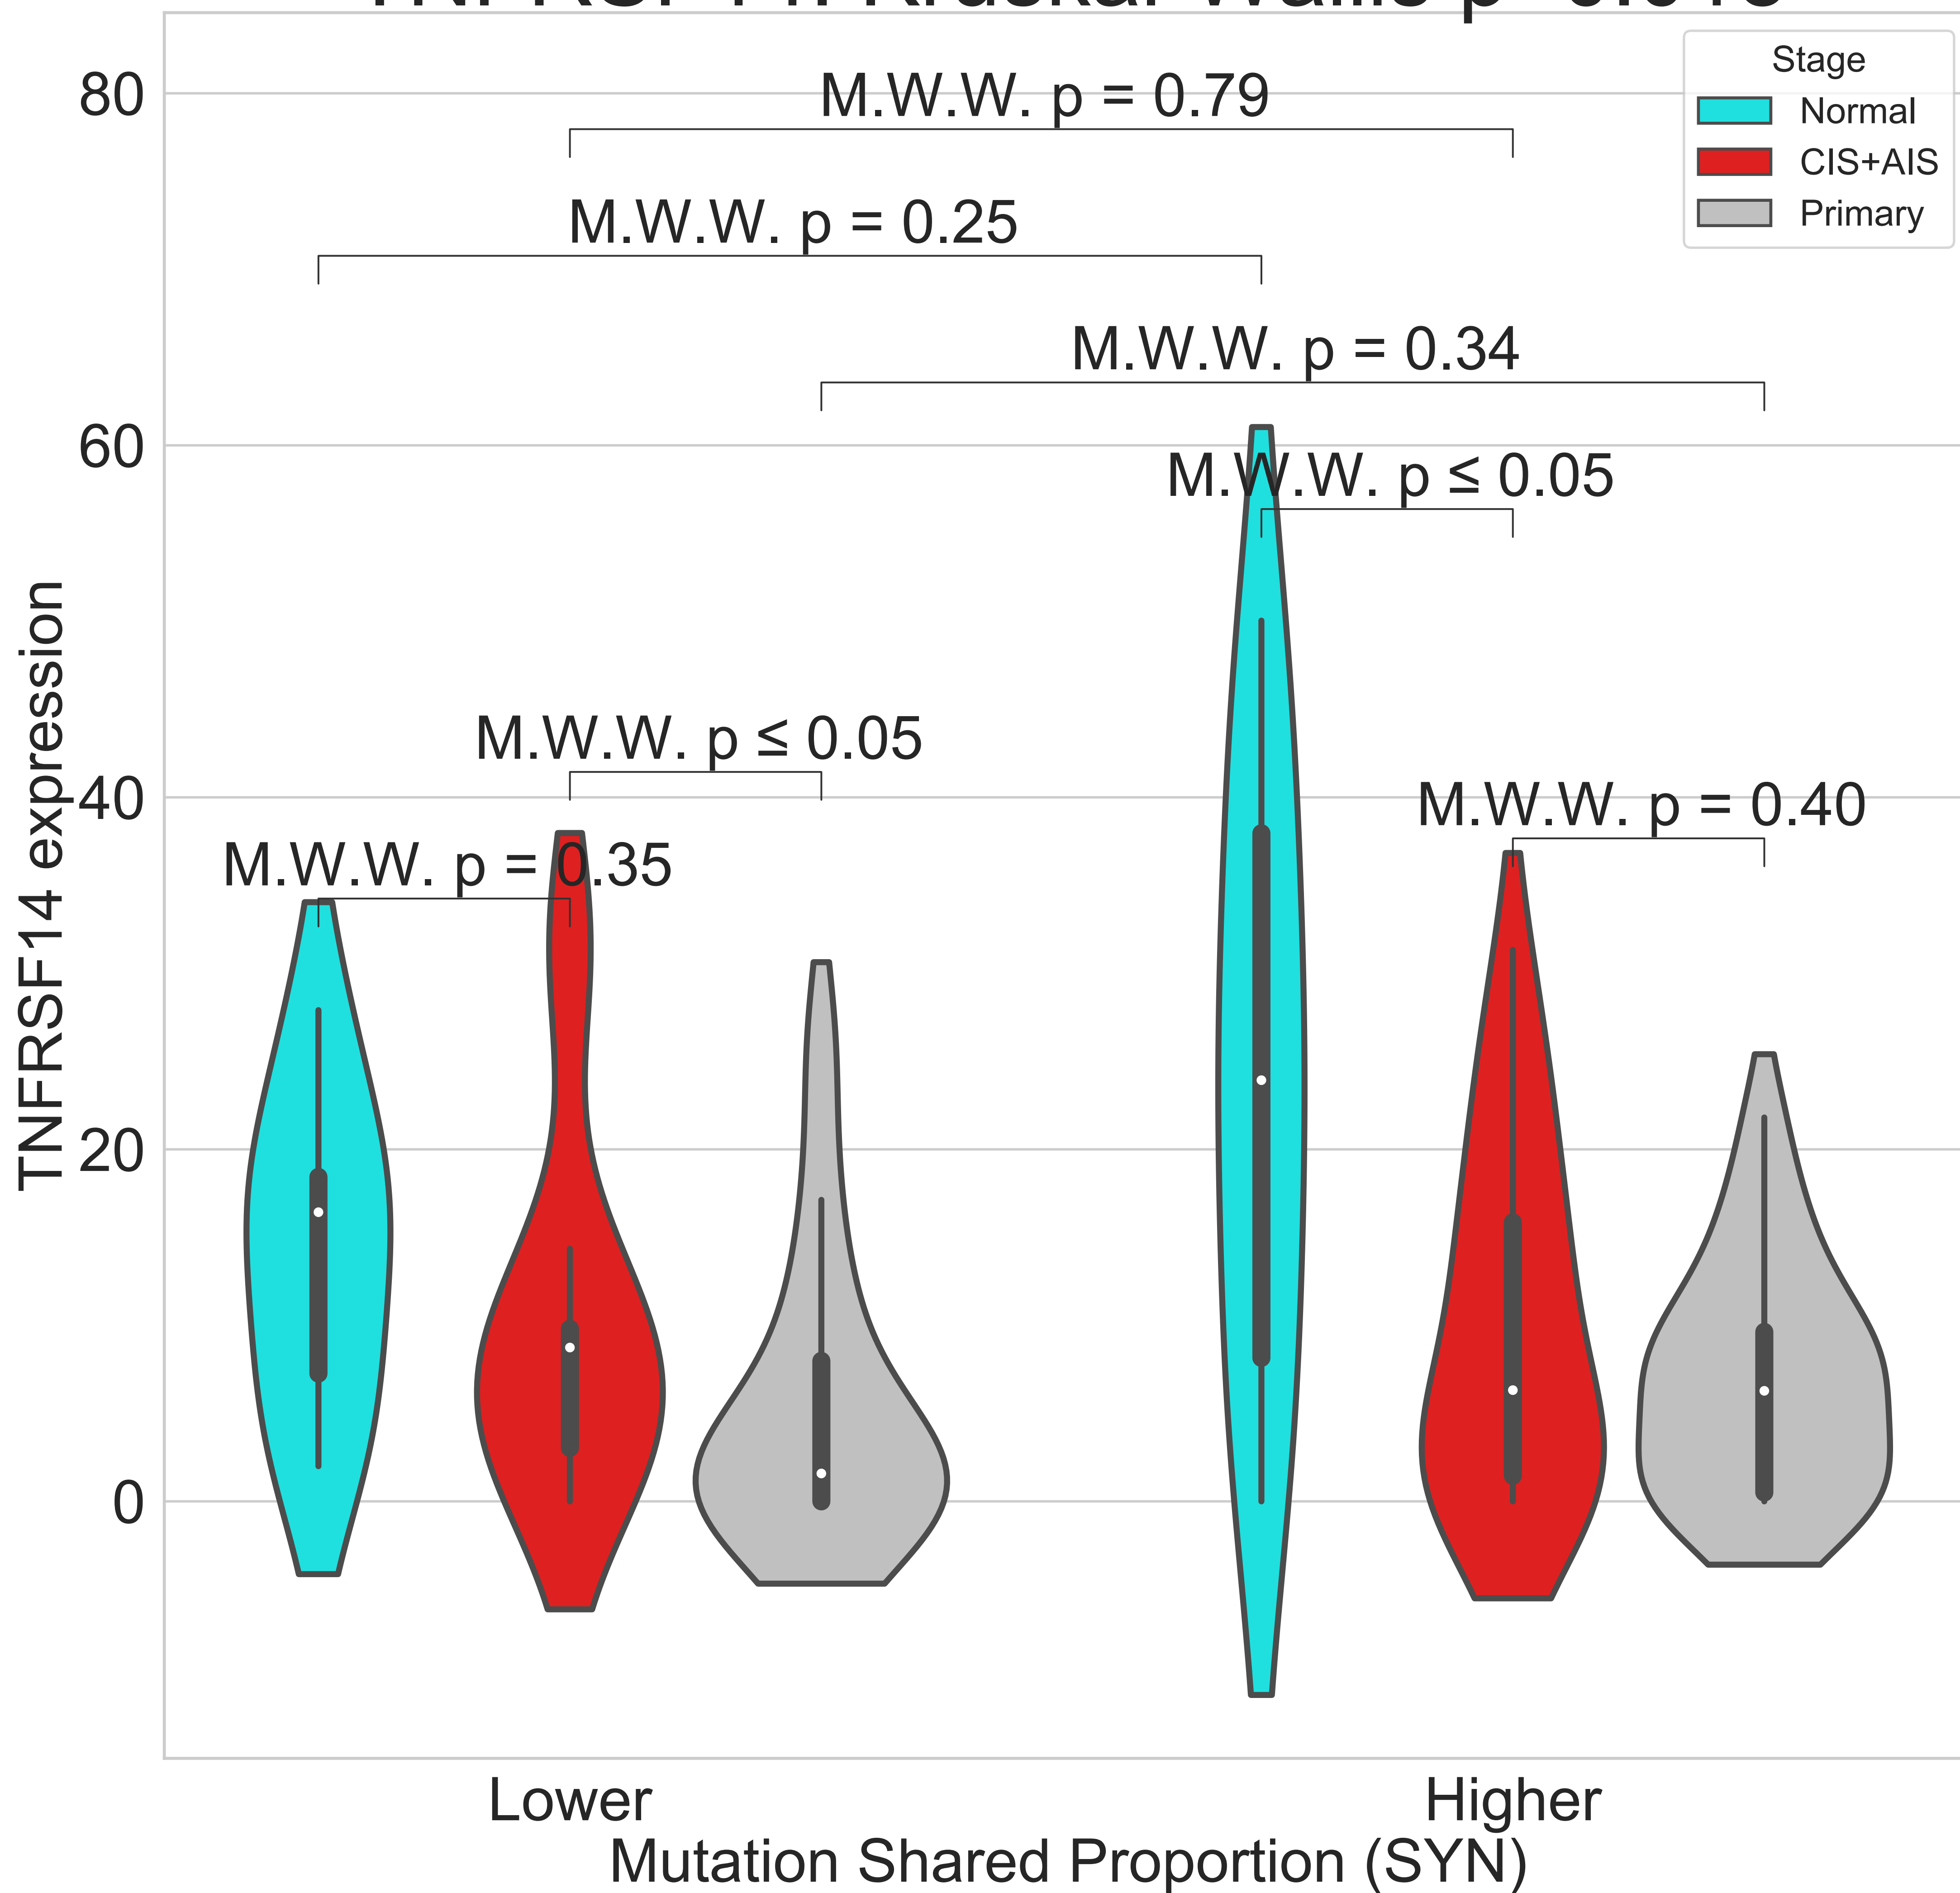 Stage
Normal
CIS+AIS
Primary
M.W.W. p = 0.79
M.W.W. p = 0.25
M.W.W. p = 0.34
M.W.W. p ≤ 0.05
M.W.W. p ≤ 0.05
M.W.W. p = 0.40
M.W.W. p = 0.35
80
60
40
20
0
TNFRSF14 expression
Lower
Higher
Mutation Shared Proportion (SYN)